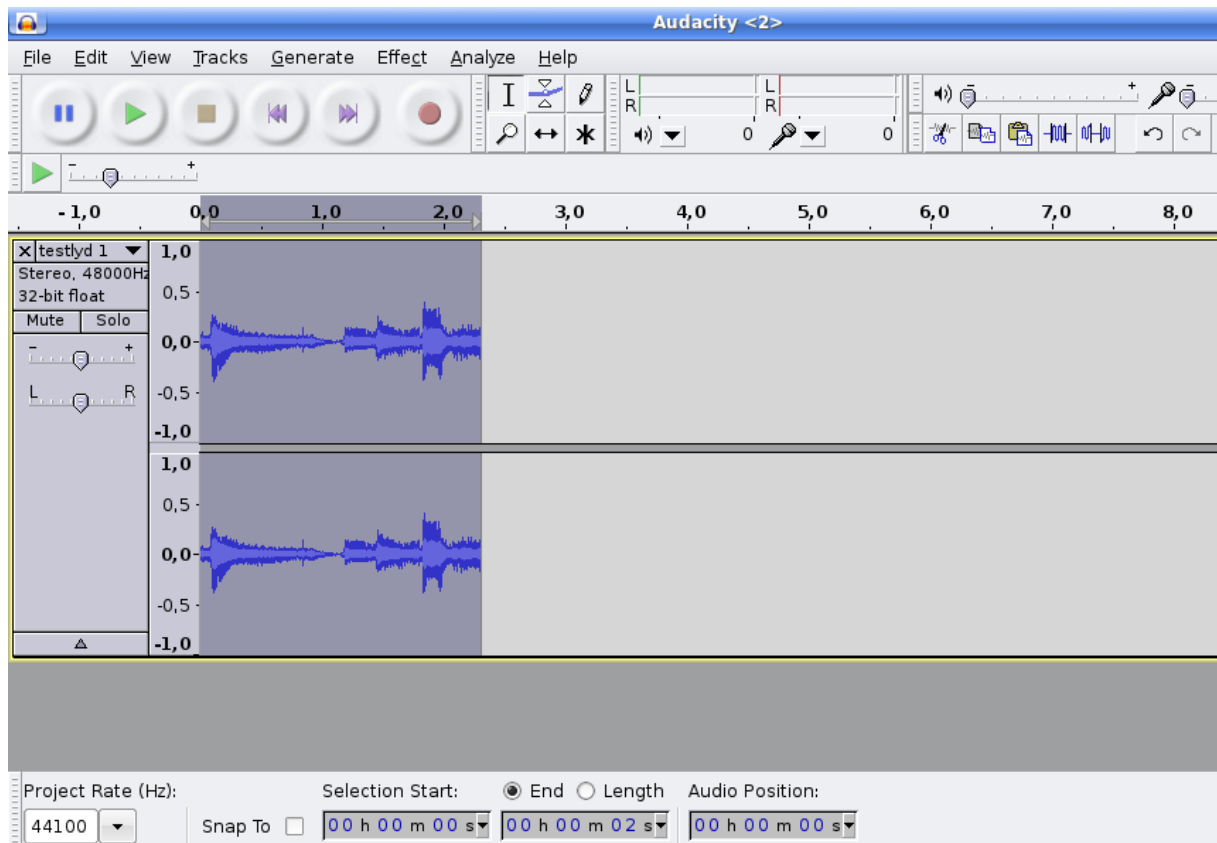 Audacity <2>
File Edit View Tracks Generate Effect Analyze Help
L L
R R
0 0
- +
- 1,0 0,0 1,0 2,0 3,0 4,0 5,0 6,0 7,0 8,0
X testlyd 1
Stereo, 48000Hz
32-bit float
Mute Solo
- +
L R
1,0
0,5
0,0
-0,5
-1,0
1,0
0,5
0,0
-0,5
-1,0
Project Rate (Hz): Selection Start: End Length Audio Position:
44100 Snap To 00 h 00 m 00 s 00 h 00 m 02 s 00 h 00 m 00 s